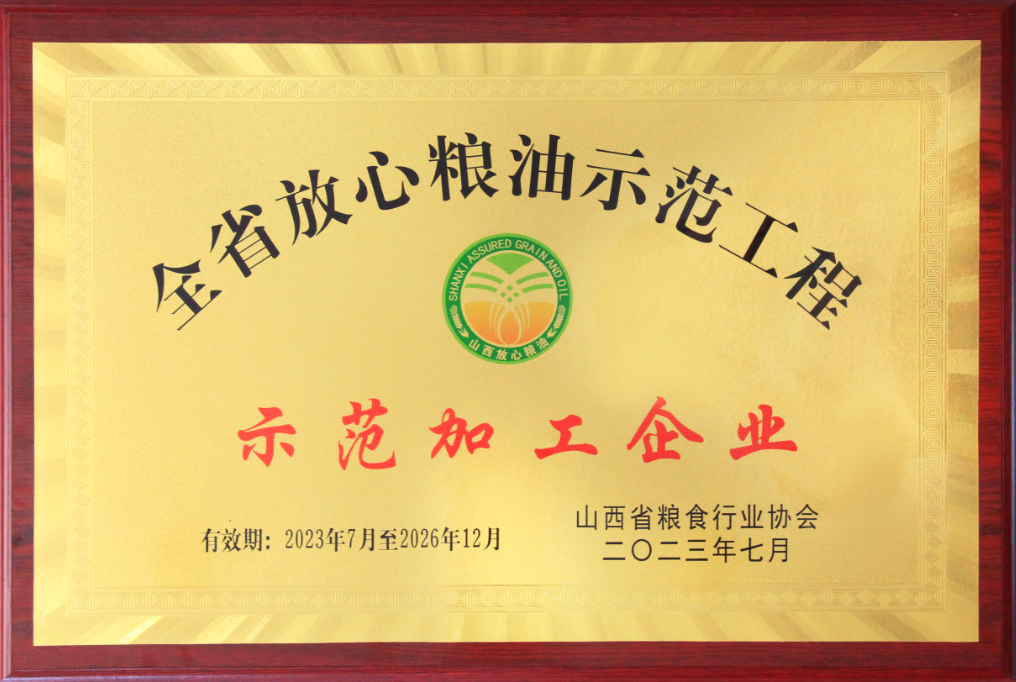 全省放心粮油示范工程
SHANXI ASSURED GRAIN AND OIL
山西放心粮油
示范加工企业
有效期：2023年7月至2026年12月
山西省粮食行业协会
二〇二三年七月